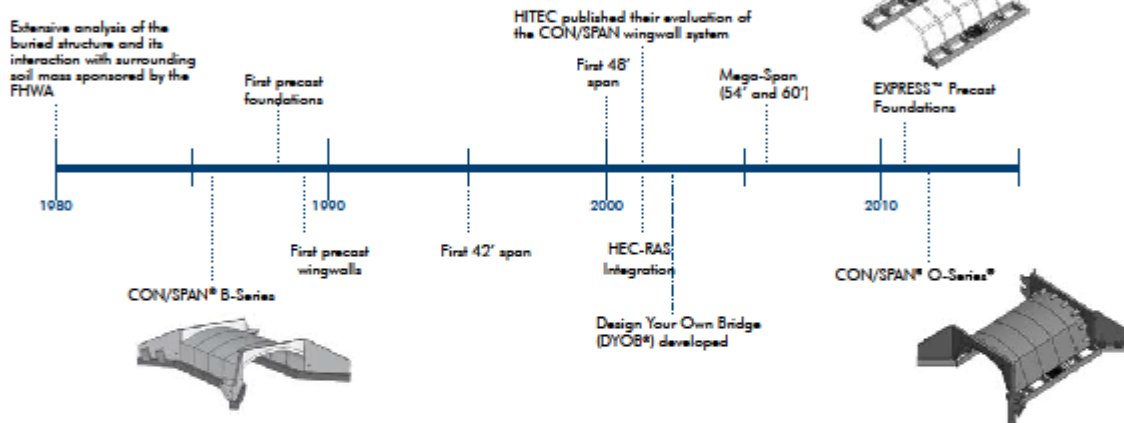 Extensive analysis of the
buried structure and its
interaction with surrounding
soil mass sponsored by the
FHWA
First precast
foundations
HITEC published their evaluation of
the CON/SPAN wingwall system
First 48'
span
Mega-Span
(54' and 60')
EXPRESS™ Precast
Foundations
1980
1990
2000
2010
CON/SPAN® B-Series
First precast
wingwalls
First 42' span
HEC-RAS
Integration
Design Your Own Bridge
(DYOB®) developed
CON/SPAN® O-Series®